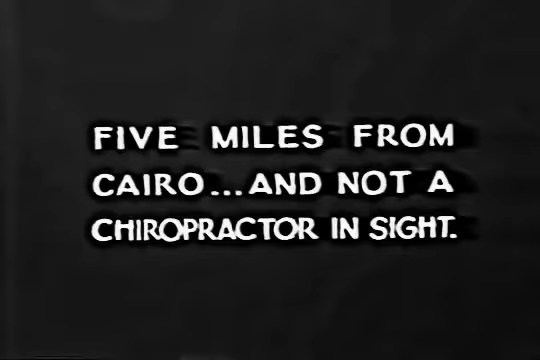 FIVE MILES FROM
CAIRO...AND NOT A
CHIROPRACTOR IN SIGHT.